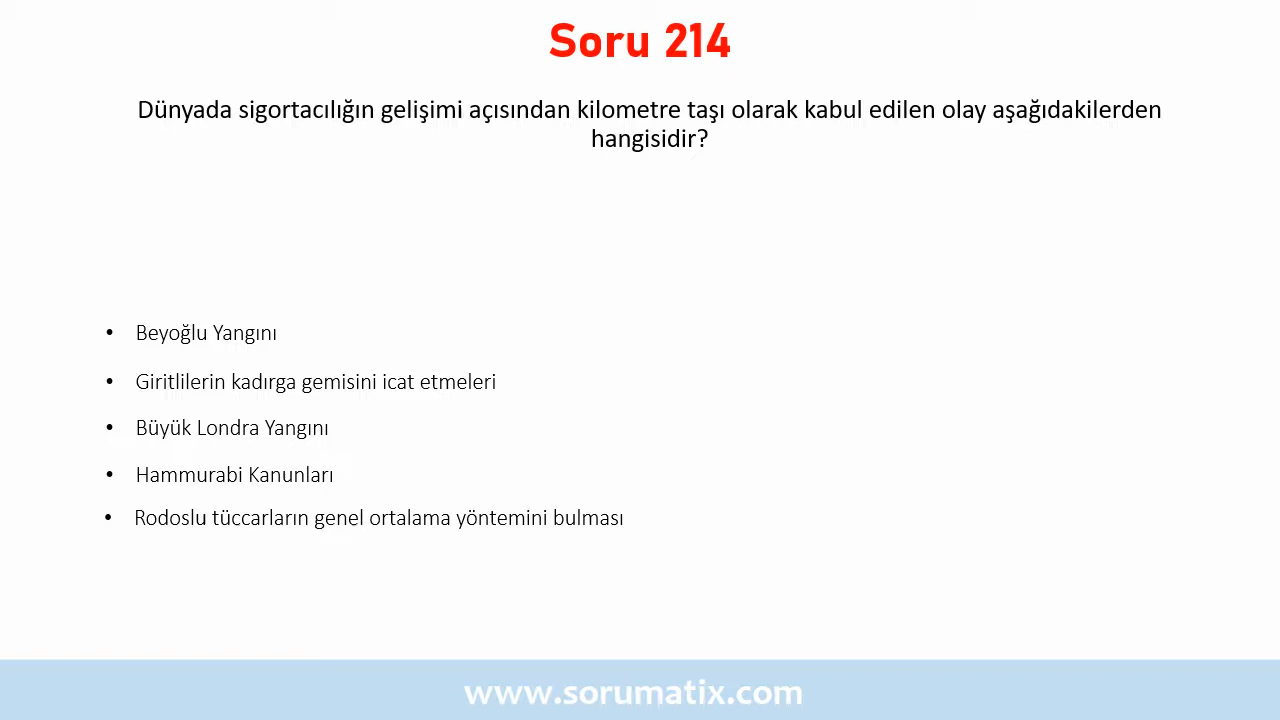 Soru 214
Dünyada sigortacılığın gelişimi açısından kilometre taşı olarak kabul edilen olay aşağıdakilerden
hangisidir?
• Beyoğlu Yangını
• Giritlilerin kadırga gemisini icat etmeleri
• Büyük Londra Yangını
• Hammurabi Kanunları
• Rodoslu tüccarların genel ortalama yöntemini bulması
www.sorumatix.com